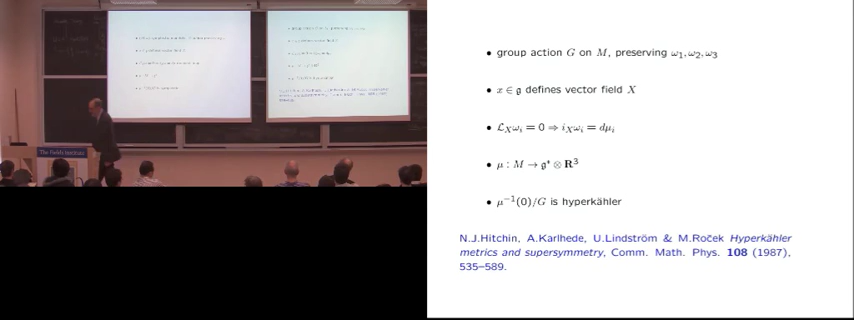 The Fields Institute
• group action G on M, preserving ω₁, ω₂, ω₃
• x ∈ 𝔤 defines vector field X
• ℒ_X ω_i = 0 ⇒ i_X ω_i = dμ_i
• μ : M → 𝔤* ⊗ R³
• μ⁻¹(0)/G is hyperkähler
N.J.Hitchin, A.Karlhede, U.Lindström & M.Roček Hyperkähler
metrics and supersymmetry, Comm. Math. Phys. 108 (1987),
535–589.